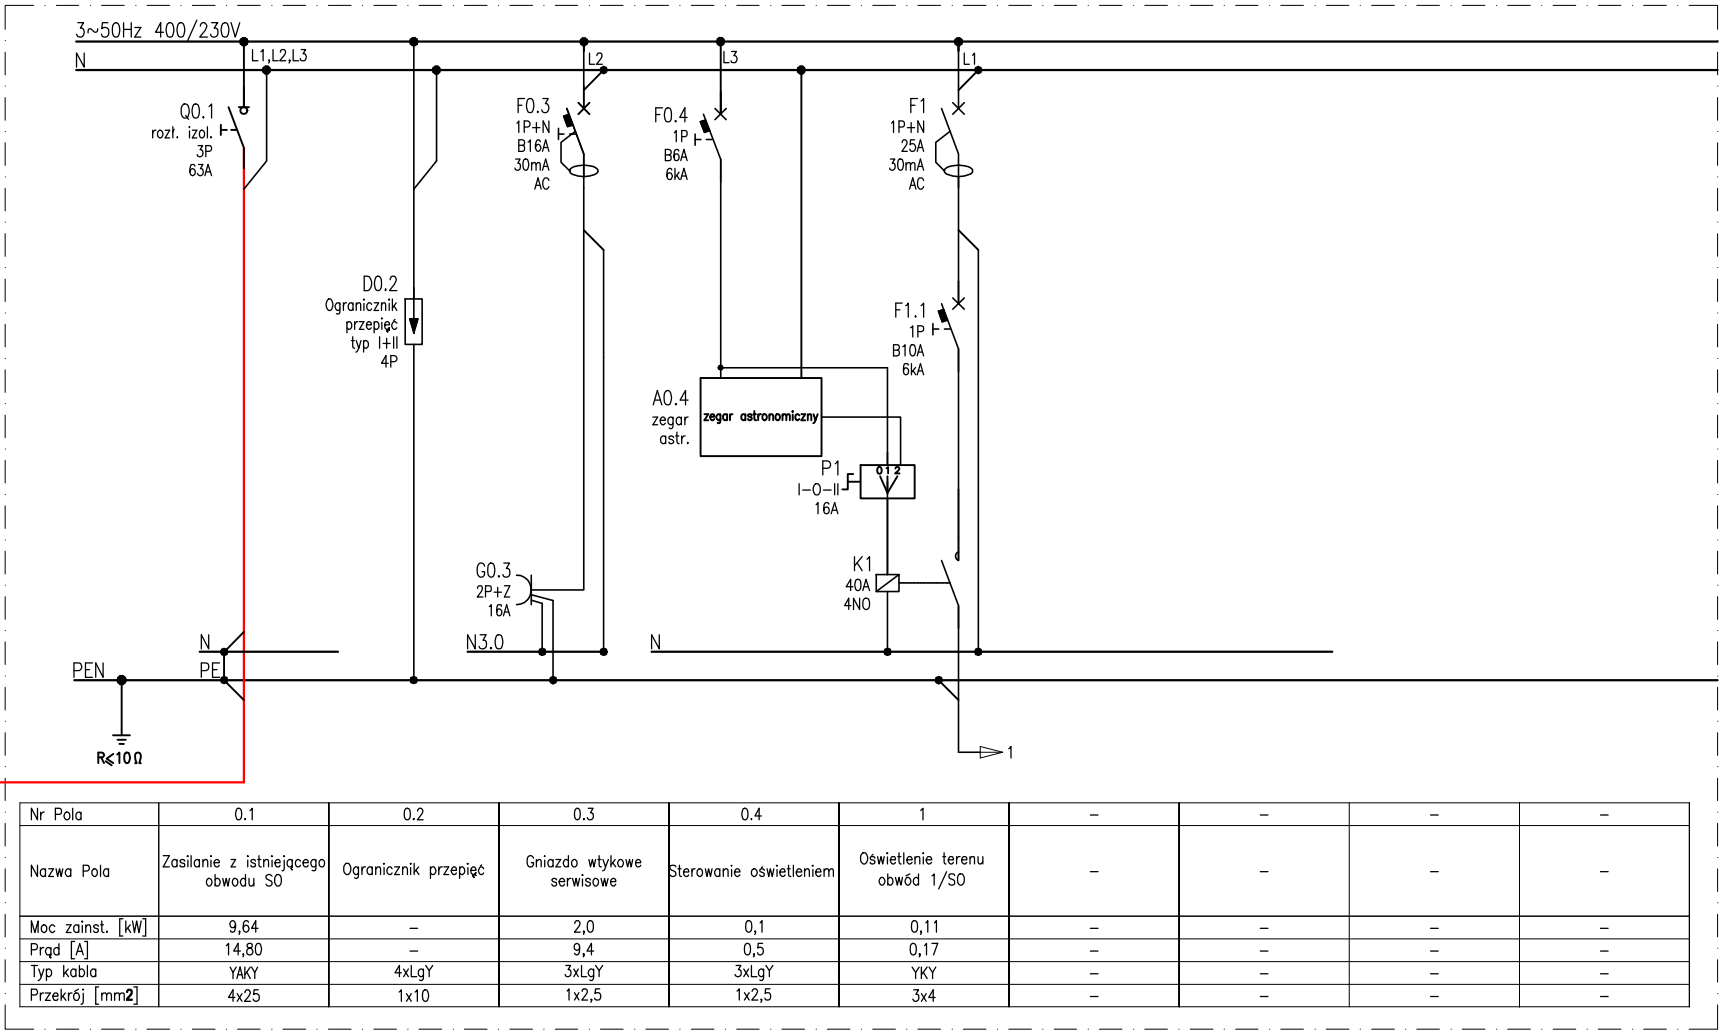 3~50Hz 400/230V
N
L1,L2,L3
L2
L3
L1
Q0.1
rozł. izol.
3P
63A
D0.2
Ogranicznik
przepięć
typ I+II
4P
F0.3
1P+N
B16A
30mA
AC
F0.4
1P
B6A
6kA
F1
1P+N
25A
30mA
AC
F1.1
1P
B10A
6kA
A0.4
zegar
astr.
zegar astronomiczny
P1
I-0-II
16A
0 1 2
K1
40A
4NO
G0.3
2P+Z
16A
N
N3.0
N
PEN
PE
R⩽10Ω
1
Nr Pola 0.1 0.2 0.3 0.4 1 - - - -
Nazwa Pola
Zasilanie z istniejącego
obwodu SO
Ogranicznik przepięć
Gniazdo wtykowe
serwisowe
Sterowanie oświetleniem
Oświetlenie terenu
obwód 1/SO
- - - -
Moc zainst. [kW] 9,64 - 2,0 0,1 0,11 - - - -
Prąd [A] 14,80 - 9,4 0,5 0,17 - - - -
Typ kabla YAKY 4xLgY 3xLgY 3xLgY YKY - - - -
Przekrój [mm2] 4x25 1x10 1x2,5 1x2,5 3x4 - - - -